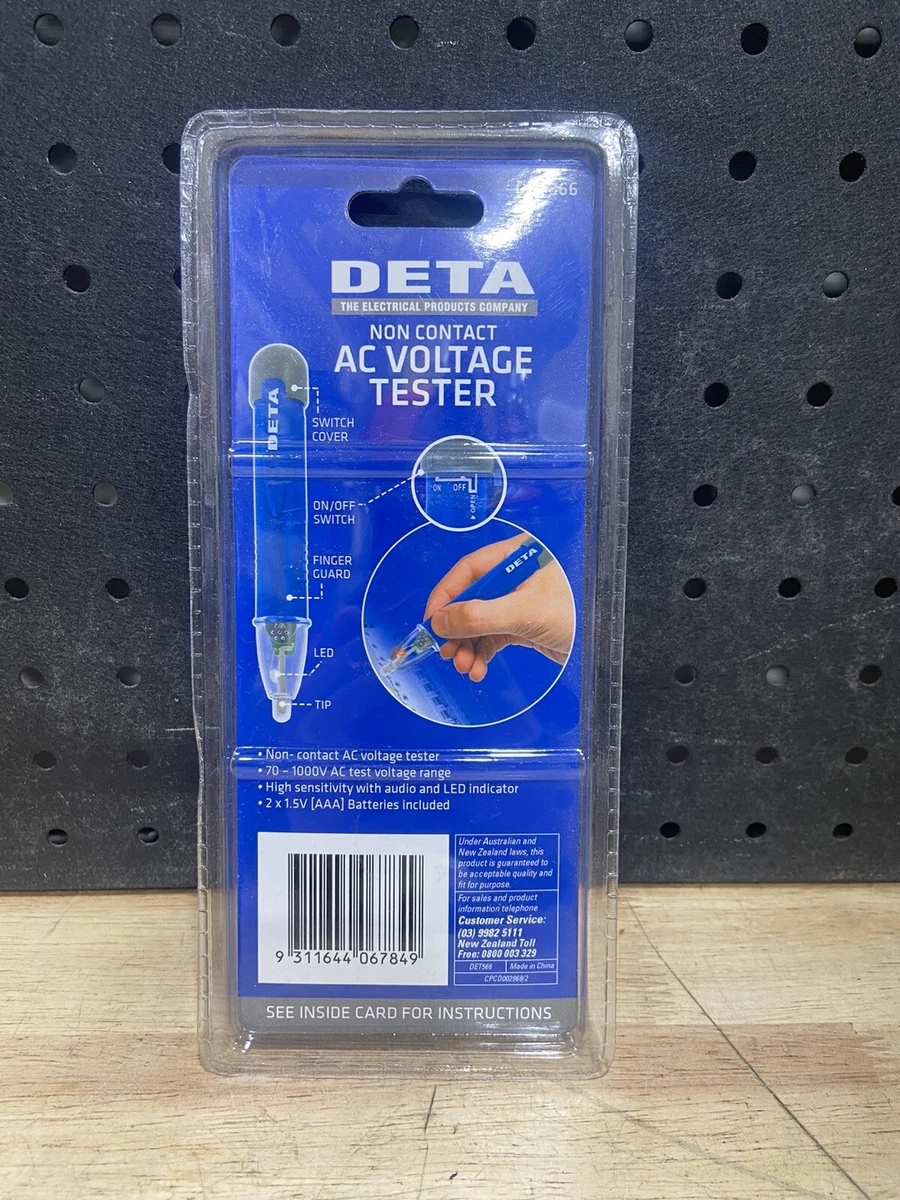 66
DETA
THE ELECTRICAL PRODUCTS COMPANY
NON CONTACT
AC VOLTAGE
TESTER
DETA
SWITCH
COVER
ON OFF
OPEN
ON/OFF
SWITCH
FINGER
GUARD
DETA
LED
TIP
• Non- contact AC voltage tester
• 70 – 1000V AC test voltage range
• High sensitivity with audio and LED indicator
• 2 x 1.5V [AAA] Batteries included
9 311644 067849
Under Australian and
New Zealand laws, this
product is guaranteed to
be acceptable quality and
fit for purpose.
For sales and product
information telephone
Customer Service:
(03) 9982 5111
New Zealand Toll
Free: 0800 003 329
DET566 Made in China
CPCD002969/2
SEE INSIDE CARD FOR INSTRUCTIONS